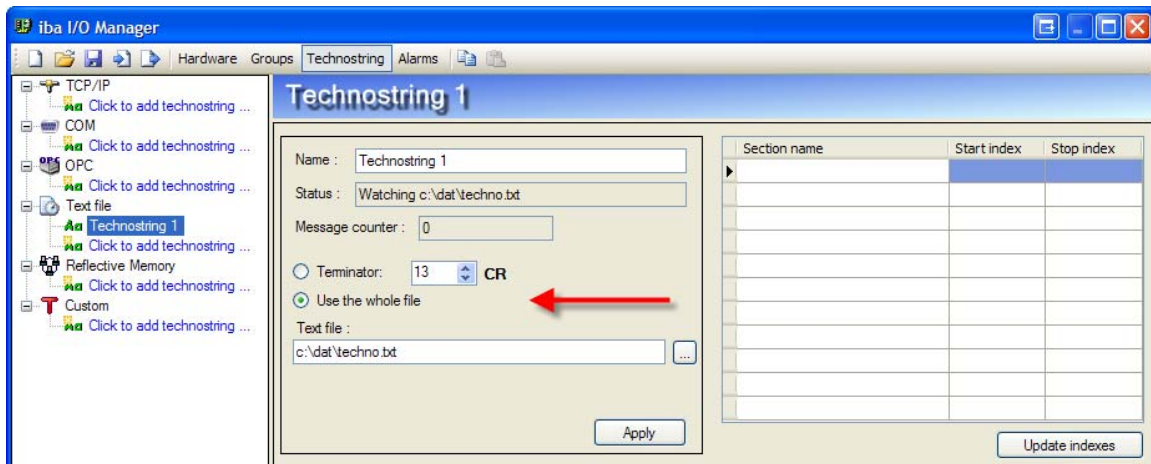 iba I/O Manager
Hardware Groups Technostring Alarms
TCP/IP
Click to add technostring ...
COM
Click to add technostring ...
OPC
Click to add technostring ...
Text file
Technostring 1
Click to add technostring ...
Reflective Memory
Click to add technostring ...
Custom
Click to add technostring ...
Technostring 1
Name : Technostring 1
Status : Watching c:\dat\techno.txt
Message counter : 0
Terminator: 13 CR
Use the whole file
Text file :
c:\dat\techno.txt ...
Apply
Section name Start index Stop index
Update indexes